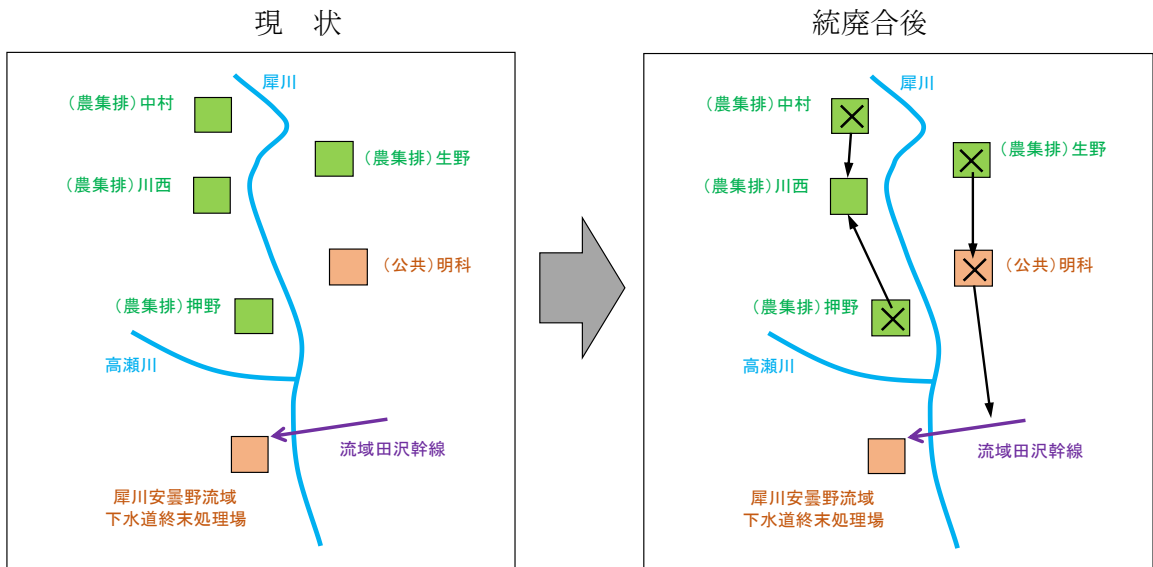 現 状
犀川
(農集排)中村
(農集排)生野
(農集排)川西
(公共)明科
(農集排)押野
高瀬川
流域田沢幹線
犀川安曇野流域
下水道終末処理場
統廃合後
犀川
(農集排)中村
(農集排)生野
(農集排)川西
(公共)明科
(農集排)押野
高瀬川
流域田沢幹線
犀川安曇野流域
下水道終末処理場